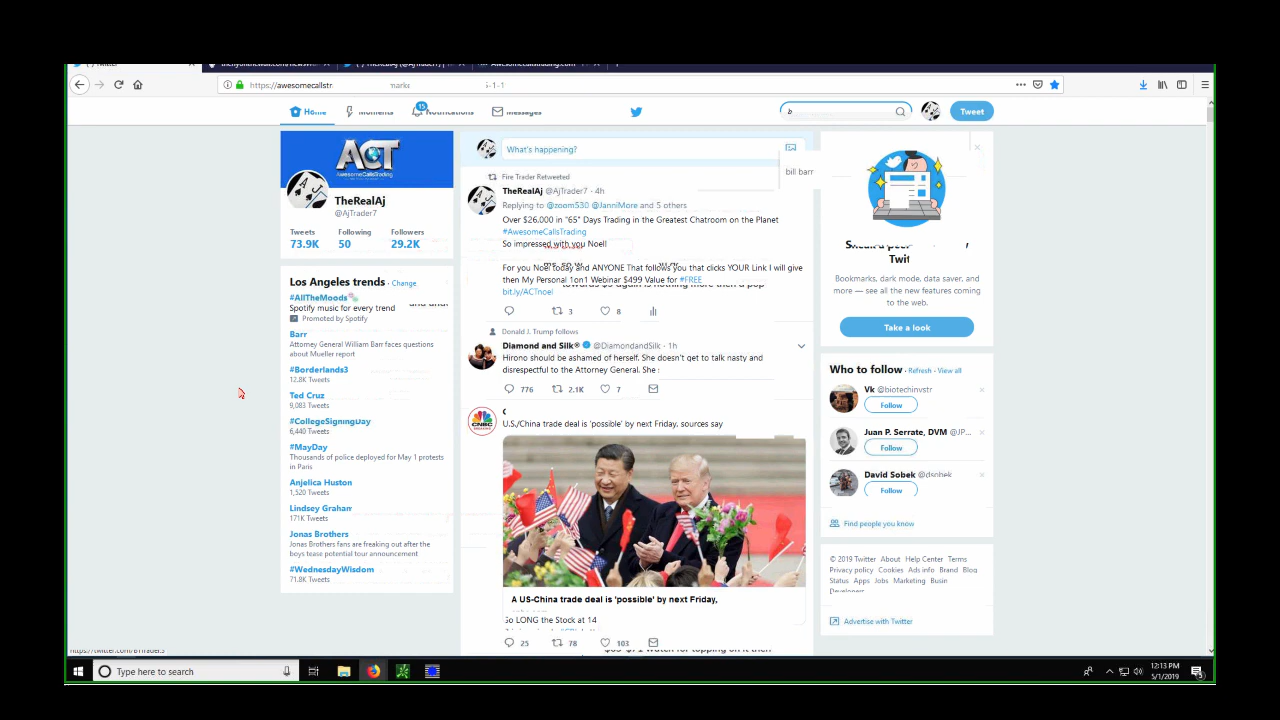 https://awesomecallstr
marke
i-1-1
Home
Moments
15
Notifications
Messages
b
Tweet
ACT
AwesomeCallsTrading
TheRealAj
@AjTrader7
Tweets Following Followers
73.9K 50 29.2K
Los Angeles trends · Change
#AllTheMoods
Spotify music for every trend
Promoted by Spotify
Barr
Attorney General William Barr faces questions
about Mueller report
#Borderlands3
12.8K Tweets
Ted Cruz
9,083 Tweets
#CollegeSigningDay
6,440 Tweets
#MayDay
Thousands of police deployed for May 1 protests
in Paris
Anjelica Huston
1,520 Tweets
Lindsey Graham
171K Tweets
Jonas Brothers
Jonas Brothers fans are freaking out after the
boys tease potential tour announcement
#WednesdayWisdom
71.8K Tweets
What's happening?
bill barr
Fire Trader Retweeted
TheRealAj @AjTrader7 · 4h
Replying to @zoom530 @JanniMore and 5 others
Over $26,000 in "65" Days Trading in the Greatest Chatroom on the Planet
#AwesomeCallsTrading
So impressed with you Noel!
For you Noel today and ANYONE That follows you that clicks YOUR Link I will give
then My Personal 1on1 Webinar $499 Value for #FREE
bit.ly/ACTnoel
3 8
Donald J. Trump follows
Diamond and Silk® @DiamondandSilk · 1h
Hirono should be ashamed of herself. She doesn't get to talk nasty and
disrespectful to the Attorney General. She
776 2.1K 7
CNBC
U.S./China trade deal is 'possible' by next Friday, sources say
A US-China trade deal is 'possible' by next Friday,
Go LONG the Stock at 14
25 78 103
Take a look
Bookmarks, dark mode, data saver, and
more — see all the new features coming
to the web.
Who to follow · Refresh · View all
Vk @biotechinvstr
Follow
Juan P. Serrate, DVM @JP...
Follow
David Sobek @dsobek
Follow
Find people you know
© 2019 Twitter About Help Center Terms
Privacy policy Cookies Ads info Brand Blog
Status Apps Jobs Marketing Busin
Developers
Advertise with Twitter
Type here to search
12:13 PM
5/1/2019